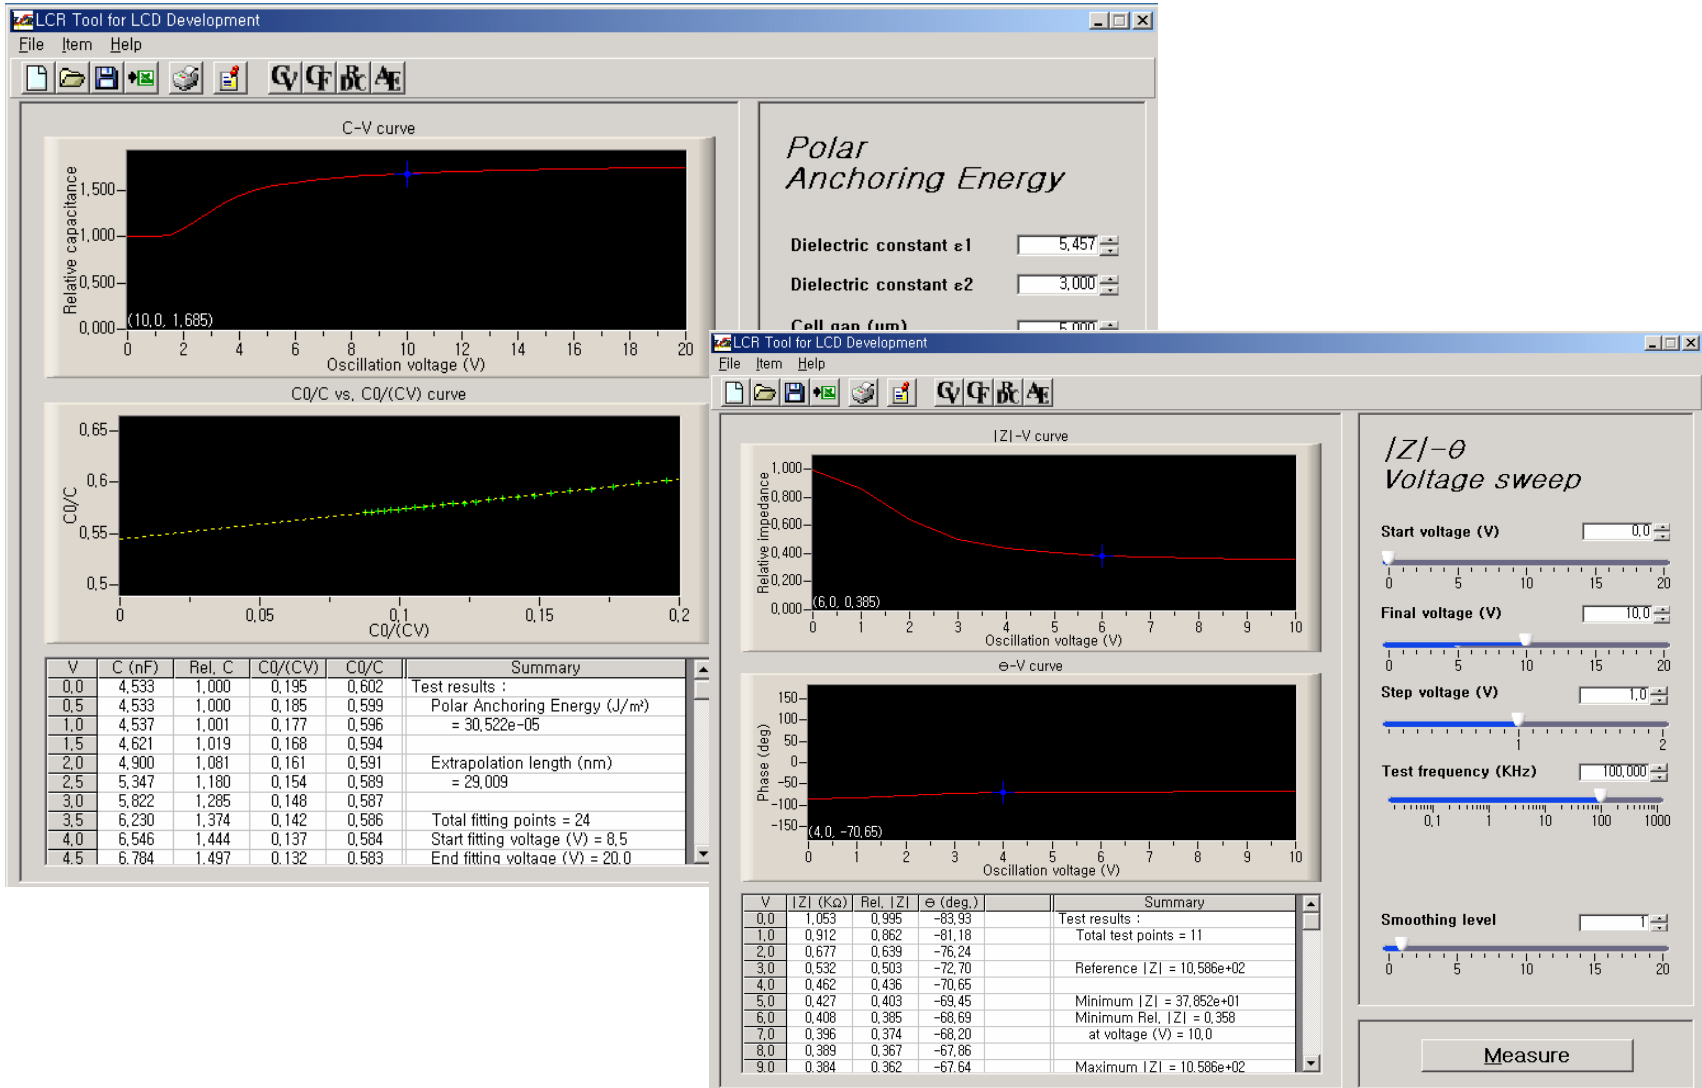 LCR Tool for LCD Development
File Item Help
CV CF RDC AE
C-V curve
Relative capacitance
1,500
1,000
0,500
0,000
(10,0, 1,685)
0 2 4 6 8 10 12 14 16 18 20
Oscillation voltage (V)
C0/C vs, C0/(CV) curve
C0/C
0,65
0,6
0,55
0,5
0 0,05 0,1 0,15 0,2
C0/(CV)
V C (nF) Rel, C C0/(CV) C0/C Summary
0,0 4,533 1,000 0,195 0,602 Test results :
0,5 4,533 1,000 0,185 0,599 Polar Anchoring Energy (J/m²)
1,0 4,537 1,001 0,177 0,596 = 30,522e-05
1,5 4,621 1,019 0,168 0,594
2,0 4,900 1,081 0,161 0,591 Extrapolation length (nm)
2,5 5,347 1,180 0,154 0,589 = 29,009
3,0 5,822 1,285 0,148 0,587
3,5 6,230 1,374 0,142 0,586 Total fitting points = 24
4,0 6,546 1,444 0,137 0,584 Start fitting voltage (V) = 8,5
4,5 6,784 1,497 0,132 0,583 End fitting voltage (V) = 20,0
Polar
Anchoring Energy
Dielectric constant ε1 5,457
Dielectric constant ε2 3,000
Cell gap (um) 5,000
LCR Tool for LCD Development
File Item Help
CV CF RDC AE
|Z|-V curve
Relative impedance
1,000
0,800
0,600
0,400
0,200
0,000
(6,0, 0,385)
0 1 2 3 4 5 6 7 8 9 10
Oscillation voltage (V)
Θ-V curve
Phase (deg)
150
100
50
0
-50
-100
-150
(4,0, -70,65)
0 1 2 3 4 5 6 7 8 9 10
Oscillation voltage (V)
V |Z| (KΩ) Rel, |Z| Θ (deg,) Summary
0,0 1,053 0,995 -83,93 Test results :
1,0 0,912 0,862 -81,18 Total test points = 11
2,0 0,677 0,639 -76,24
3,0 0,532 0,503 -72,70 Reference |Z| = 10,586e+02
4,0 0,462 0,436 -70,65
5,0 0,427 0,403 -69,45 Minimum |Z| = 37,852e+01
6,0 0,408 0,385 -68,69 Minimum Rel, |Z| = 0,358
7,0 0,396 0,374 -68,20 at voltage (V) = 10,0
8,0 0,389 0,367 -67,86
9,0 0,384 0,362 -67,64 Maximum |Z| = 10,586e+02
|Z|-θ
Voltage sweep
Start voltage (V) 0,0
0 5 10 15 20
Final voltage (V) 10,0
0 5 10 15 20
Step voltage (V) 1,0
1 2
Test frequency (KHz) 100,000
0,1 1 10 100 1000
Smoothing level 1
0 5 10 15 20
Measure